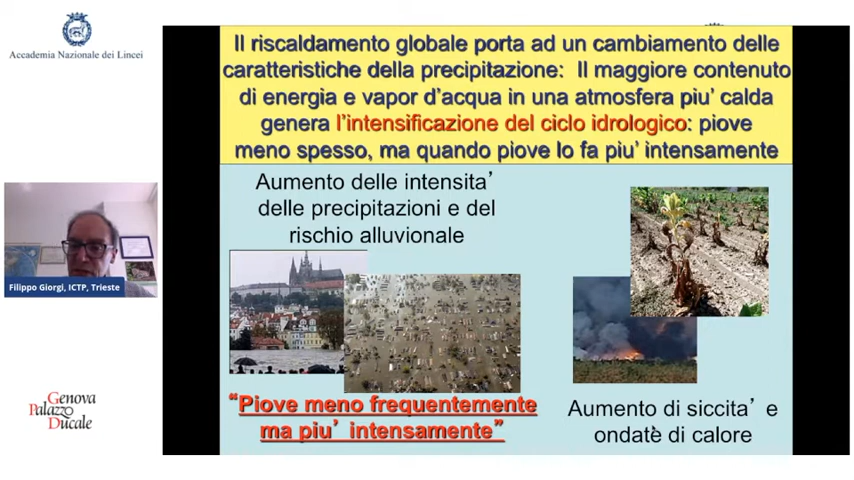 Accademia Nazionale dei Lincei
Il riscaldamento globale porta ad un cambiamento delle
caratteristiche della precipitazione: Il maggiore contenuto
di energia e vapor d'acqua in una atmosfera piu' calda
genera l'intensificazione del ciclo idrologico: piove
meno spesso, ma quando piove lo fa piu' intensamente
Aumento delle intensita'
delle precipitazioni e del
rischio alluvionale
Filippo Giorgi, ICTP, Trieste
Genova
Palazzo
Ducale
“Piove meno frequentemente
ma piu' intensamente”
Aumento di siccita' e
ondate di calore